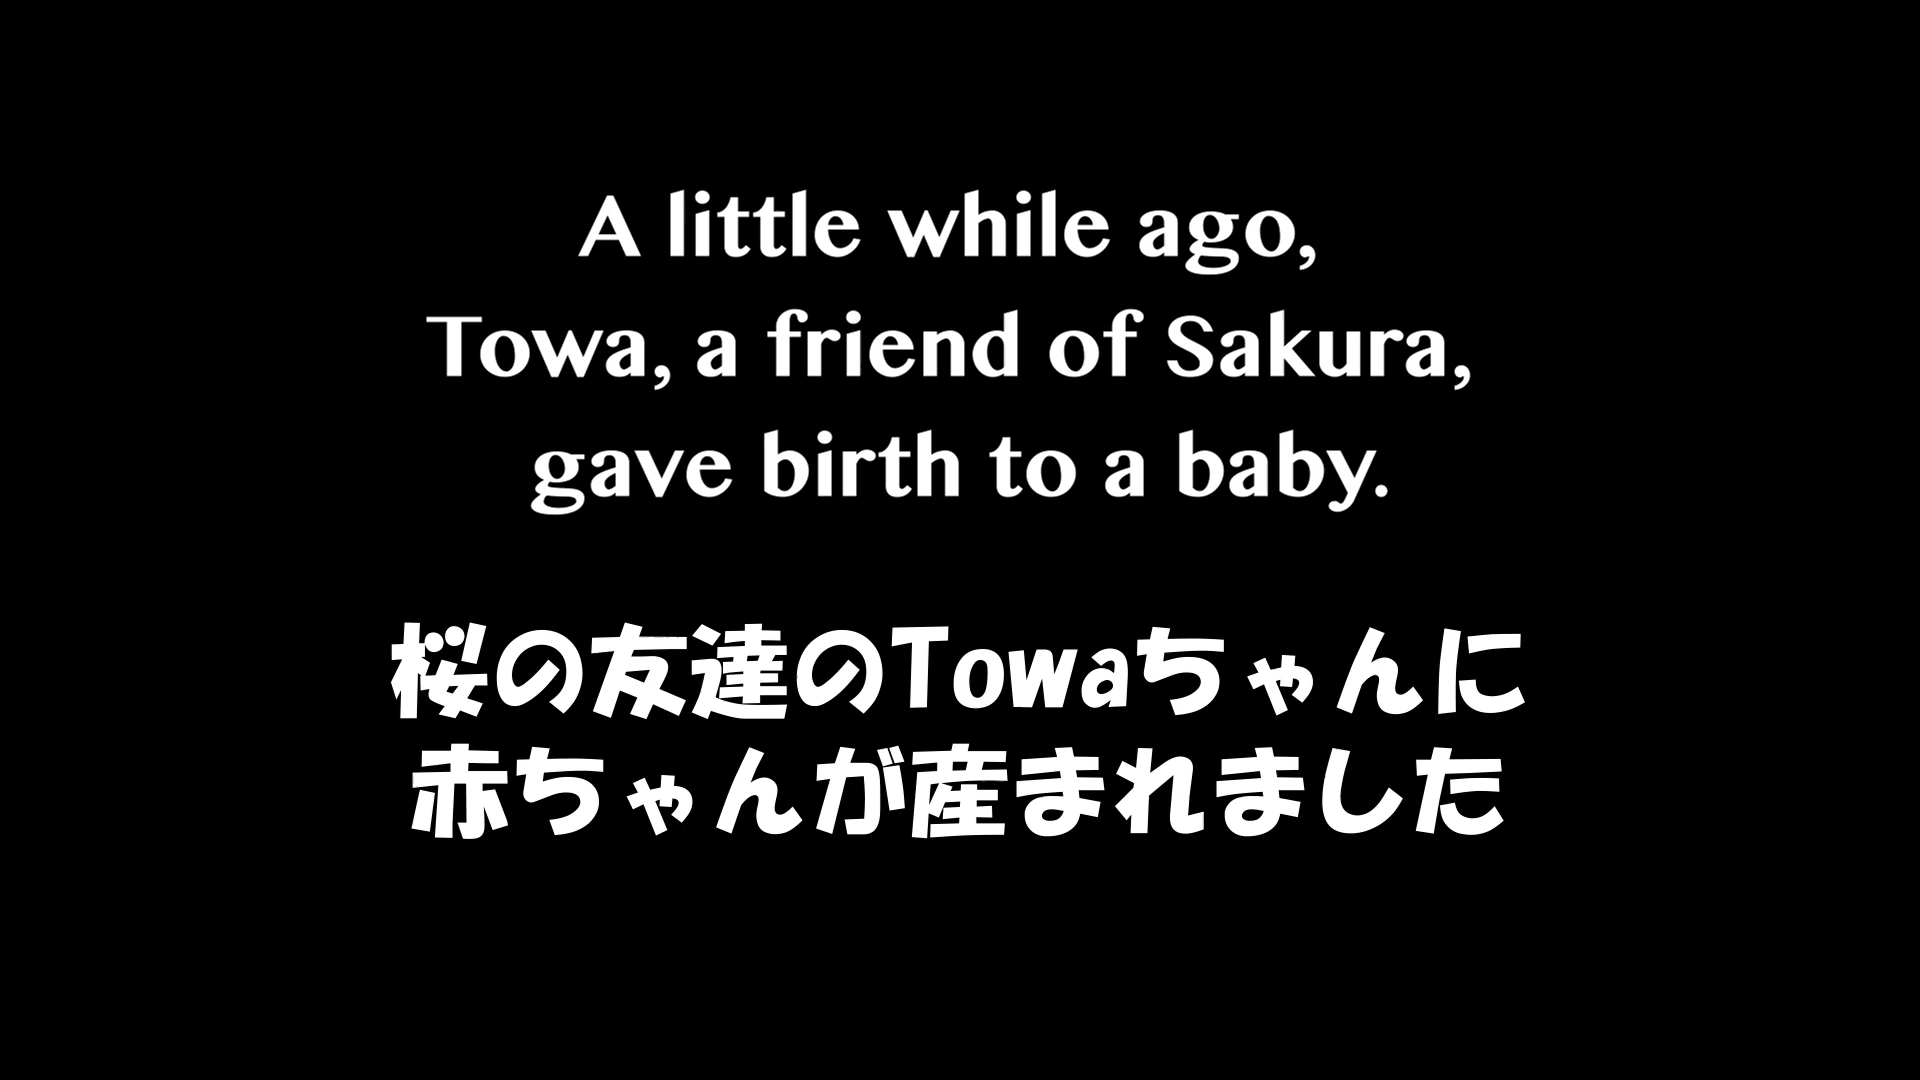 A little while ago,
Towa, a friend of Sakura,
gave birth to a baby.
桜の友達のTowaちゃんに
赤ちゃんが産まれました